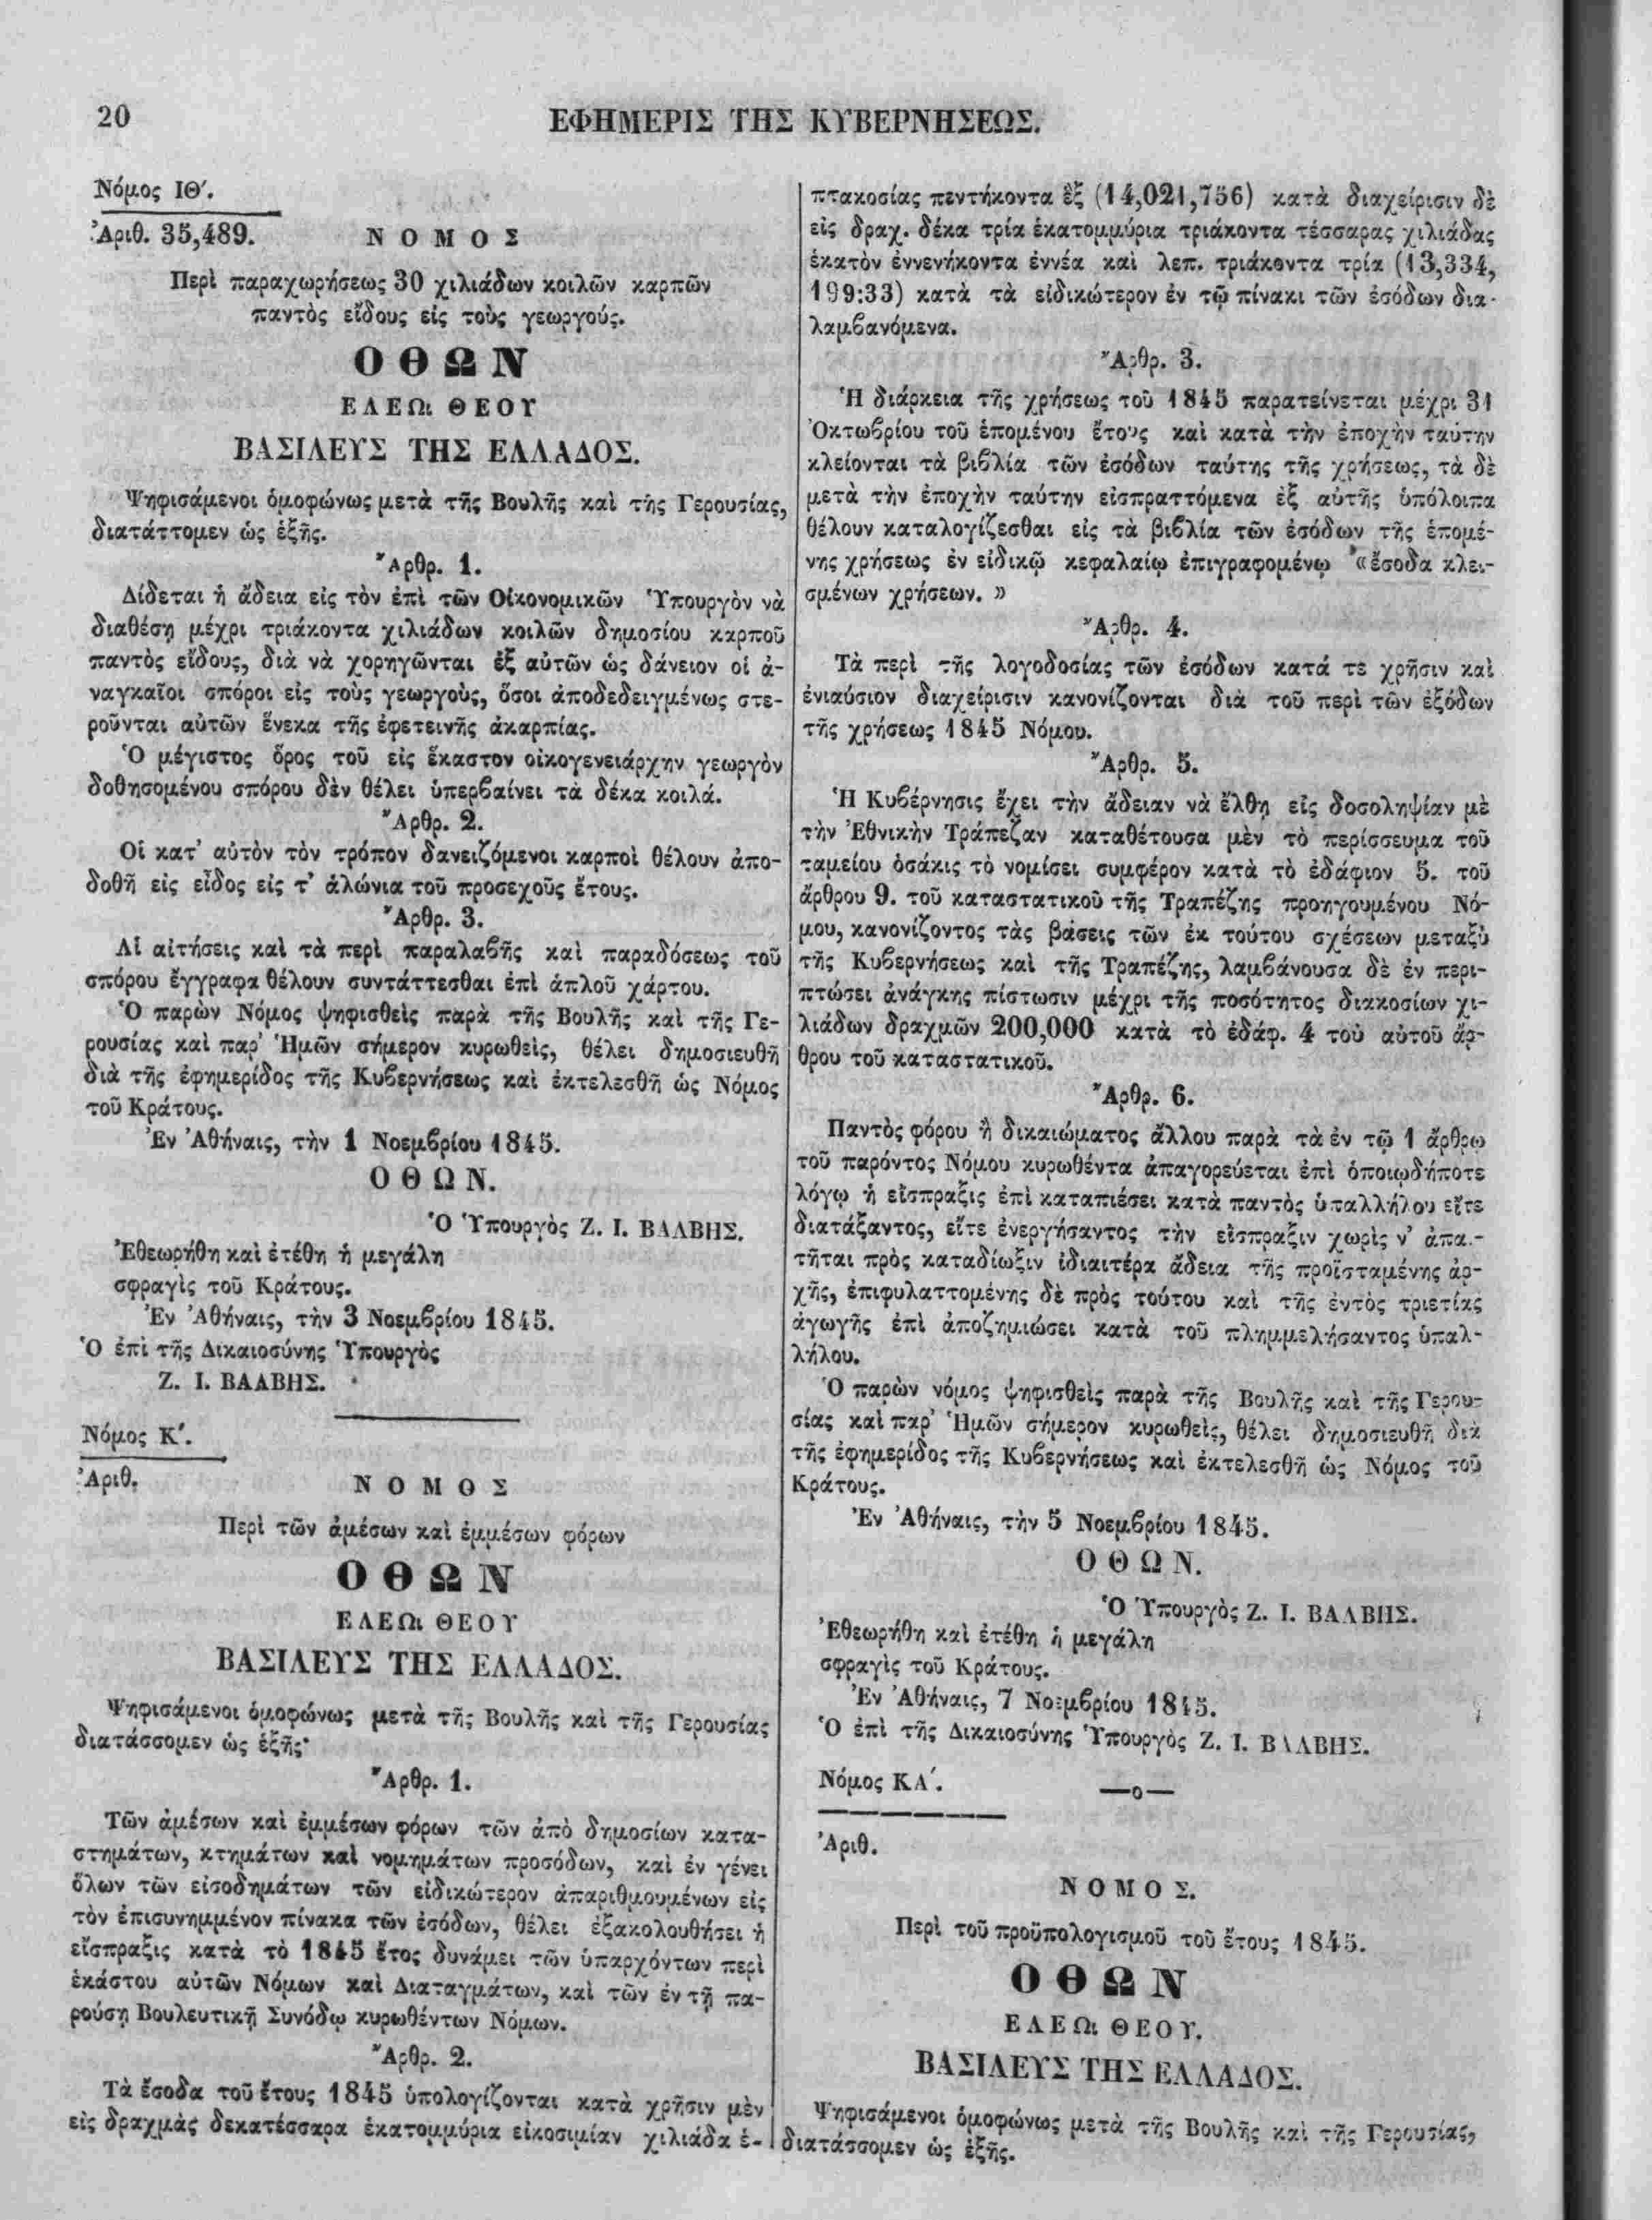 20
ΕΦΗΜΕΡΙΣ ΤΗΣ ΚΥΒΕΡΝΗΣΕΩΣ.
Νόμος ΙΘ´.
Ἀριθ. 35,489.
ΝΟΜΟΣ
Περὶ παραχωρήσεως 30 χιλιάδων κοιλῶν καρπῶν
παντὸς εἴδους εἰς τοὺς γεωργούς.
ΟΘΩΝ
ΕΛΕΩι ΘΕΟΥ
ΒΑΣΙΛΕΥΣ ΤΗΣ ΕΛΛΑΔΟΣ.
Ψηφισάμενοι ὁμοφώνως μετὰ τῆς Βουλῆς καὶ τῆς Γερουσίας,
διατάττομεν ὡς ἑξῆς.
Ἄρθρ. 1.
Δίδεται ἡ ἄδεια εἰς τὸν ἐπὶ τῶν Οἰκονομικῶν Ὑπουργὸν νὰ
διαθέσῃ μέχρι τριάκοντα χιλιάδων κοιλῶν δημοσίου καρποῦ
παντὸς εἴδους, διὰ νὰ χορηγῶνται ἐξ αὐτῶν ὡς δάνειον οἱ ἀ-
ναγκαῖοι σπόροι εἰς τοὺς γεωργοὺς, ὅσοι ἀποδεδειγμένως στε-
ροῦνται αὐτῶν ἕνεκα τῆς ἐφετεινῆς ἀκαρπίας.
Ὁ μέγιστος ὅρος τοῦ εἰς ἕκαστον οἰκογενειάρχην γεωργὸν
δοθησομένου σπόρου δὲν θέλει ὑπερβαίνει τὰ δέκα κοιλά.
Ἄρθρ. 2.
Οἱ κατ᾽ αὐτὸν τὸν τρόπον δανειζόμενοι καρποὶ θέλουν ἀπο-
δοθῆ εἰς εἶδος εἰς τ᾽ ἁλώνια τοῦ προσεχοῦς ἔτους.
Ἄρθρ. 3.
Αἱ αἰτήσεις καὶ τὰ περὶ παραλαβῆς καὶ παραδόσεως τοῦ
σπόρου ἔγγραφα θέλουν συντάττεσθαι ἐπὶ ἁπλοῦ χάρτου.
Ὁ παρὼν Νόμος ψηφισθεὶς παρὰ τῆς Βουλῆς καὶ τῆς Γε-
ρουσίας καὶ παρ᾽ Ἡμῶν σήμερον κυρωθεὶς, θέλει δημοσιευθῆ
διὰ τῆς ἐφημερίδος τῆς Κυβερνήσεως καὶ ἐκτελεσθῆ ὡς Νόμος
τοῦ Κράτους.
Ἐν Ἀθήναις, τὴν 1 Νοεμβρίου 1845.
ΟΘΩΝ.
Ὁ Ὑπουργὸς Ζ. Ι. ΒΑΛΒΗΣ.
Ἐθεωρήθη καὶ ἐτέθη ἡ μεγάλη
σφραγὶς τοῦ Κράτους.
Ἐν Ἀθήναις, τὴν 3 Νοεμβρίου 1845.
Ὁ ἐπὶ τῆς Δικαιοσύνης Ὑπουργὸς
Ζ. Ι. ΒΑΛΒΗΣ.
Νόμος Κ´.
Ἀριθ.
ΝΟΜΟΣ
Περὶ τῶν ἀμέσων καὶ ἐμμέσων φόρων
ΟΘΩΝ
ΕΛΕΩι ΘΕΟΥ
ΒΑΣΙΛΕΥΣ ΤΗΣ ΕΛΛΑΔΟΣ.
Ψηφισάμενοι ὁμοφώνως μετὰ τῆς Βουλῆς καὶ τῆς Γερουσίας
διατάσσομεν ὡς ἑξῆς·
Ἄρθρ. 1.
Τῶν ἀμέσων καὶ ἐμμέσων φόρων τῶν ἀπὸ δημοσίων κατα-
στημάτων, κτημάτων καὶ νομημάτων προσόδων, καὶ ἐν γένει
ὅλων τῶν εἰσοδημάτων τῶν εἰδικώτερον ἀπαριθμουμένων εἰς
τὸν ἐπισυνημμένον πίνακα τῶν ἐσόδων, θέλει ἐξακολουθήσει ἡ
εἴσπραξις κατὰ τὸ 1845 ἔτος δυνάμει τῶν ὑπαρχόντων περὶ
ἑκάστου αὐτῶν Νόμων καὶ Διαταγμάτων, καὶ τῶν ἐν τῇ πα-
ρούσῃ Βουλευτικῇ Συνόδῳ κυρωθέντων Νόμων.
Ἄρθρ. 2.
Τὰ ἔσοδα τοῦ ἔτους 1845 ὑπολογίζονται κατὰ χρῆσιν μὲν
εἰς δραχμὰς δεκατέσσαρα ἑκατομμύρια εἰκοσιμίαν χιλιάδα ἑ-
πτακοσίας πεντήκοντα ἓξ (14,021,756) κατὰ διαχείρισιν δὲ
εἰς δραχ. δέκα τρία ἑκατομμύρια τριάκοντα τέσσαρας χιλιάδας
ἑκατὸν ἐννενήκοντα ἐννέα καὶ λεπ. τριάκοντα τρία (13,334,
199:33) κατὰ τὰ εἰδικώτερον ἐν τῷ πίνακι τῶν ἐσόδων δια-
λαμβανόμενα.
Ἄρθρ. 3.
Ἡ διάρκεια τῆς χρήσεως τοῦ 1845 παρατείνεται μέχρι 31
Ὀκτωβρίου τοῦ ἑπομένου ἔτους καὶ κατὰ τὴν ἐποχὴν ταύτην
κλείονται τὰ βιβλία τῶν ἐσόδων ταύτης τῆς χρήσεως, τὰ δὲ
μετὰ τὴν ἐποχὴν ταύτην εἰσπραττόμενα ἐξ αὐτῆς ὑπόλοιπα
θέλουν καταλογίζεσθαι εἰς τὰ βιβλία τῶν ἐσόδων τῆς ἑπομέ-
νης χρήσεως ἐν εἰδικῷ κεφαλαίῳ ἐπιγραφομένῳ «ἔσοδα κλει-
σμένων χρήσεων.»
Ἄρθρ. 4.
Τὰ περὶ τῆς λογοδοσίας τῶν ἐσόδων κατά τε χρῆσιν καὶ
ἐνιαύσιον διαχείρισιν κανονίζονται διὰ τοῦ περὶ τῶν ἐξόδων
τῆς χρήσεως 1845 Νόμου.
Ἄρθρ. 5.
Ἡ Κυβέρνησις ἔχει τὴν ἄδειαν νὰ ἔλθῃ εἰς δοσοληψίαν μὲ
τὴν Ἐθνικὴν Τράπεζαν καταθέτουσα μὲν τὸ περίσσευμα τοῦ
ταμείου ὁσάκις τὸ νομίσει συμφέρον κατὰ τὸ ἐδάφιον 5. τοῦ
ἄρθρου 9. τοῦ καταστατικοῦ τῆς Τραπέζης προηγουμένου Νό-
μου, κανονίζοντος τὰς βάσεις τῶν ἐκ τούτου σχέσεων μεταξὺ
τῆς Κυβερνήσεως καὶ τῆς Τραπέζης, λαμβάνουσα δὲ ἐν περι-
πτώσει ἀνάγκης πίστωσιν μέχρι τῆς ποσότητος διακοσίων χι-
λιάδων δραχμῶν 200,000 κατὰ τὸ ἐδάφ. 4 τοῦ αὐτοῦ ἄρ-
θρου τοῦ καταστατικοῦ.
Ἄρθρ. 6.
Παντὸς φόρου ἢ δικαιώματος ἄλλου παρὰ τὰ ἐν τῷ 1 ἄρθρῳ
τοῦ παρόντος Νόμου κυρωθέντα ἀπαγορεύεται ἐπὶ ὁποιῳδήποτε
λόγῳ ἡ εἴσπραξις ἐπὶ καταπιέσει κατὰ παντὸς ὑπαλλήλου εἴτε
διατάξαντος, εἴτε ἐνεργήσαντος τὴν εἴσπραξιν χωρὶς ν᾽ ἀπαι-
τῆται πρὸς καταδίωξιν ἰδιαιτέρα ἄδεια τῆς προϊσταμένης ἀρ-
χῆς, ἐπιφυλαττομένης δὲ πρὸς τούτου καὶ τῆς ἐντὸς τριετίας
ἀγωγῆς ἐπὶ ἀποζημιώσει κατὰ τοῦ πλημμελήσαντος ὑπαλ-
λήλου.
Ὁ παρὼν νόμος ψηφισθεὶς παρὰ τῆς Βουλῆς καὶ τῆς Γερου-
σίας καὶ παρ᾽ Ἡμῶν σήμερον κυρωθεὶς, θέλει δημοσιευθῆ διὰ
τῆς ἐφημερίδος τῆς Κυβερνήσεως καὶ ἐκτελεσθῆ ὡς Νόμος τοῦ
Κράτους.
Ἐν Ἀθήναις, τὴν 5 Νοεμβρίου 1845.
ΟΘΩΝ.
Ὁ Ὑπουργὸς Ζ. Ι. ΒΑΛΒΗΣ.
Ἐθεωρήθη καὶ ἐτέθη ἡ μεγάλη
σφραγὶς τοῦ Κράτους.
Ἐν Ἀθήναις, 7 Νοεμβρίου 1845.
Ὁ ἐπὶ τῆς Δικαιοσύνης Ὑπουργὸς Ζ. Ι. ΒΑΛΒΗΣ.
Νόμος ΚΑ´.
Ἀριθ.
ΝΟΜΟΣ.
Περὶ τοῦ προϋπολογισμοῦ τοῦ ἔτους 1845.
ΟΘΩΝ
ΕΛΕΩι ΘΕΟΥ.
ΒΑΣΙΛΕΥΣ ΤΗΣ ΕΛΛΑΔΟΣ.
Ψηφισάμενοι ὁμοφώνως μετὰ τῆς Βουλῆς καὶ τῆς Γερουσίας,
διατάσσομεν ὡς ἑξῆς.